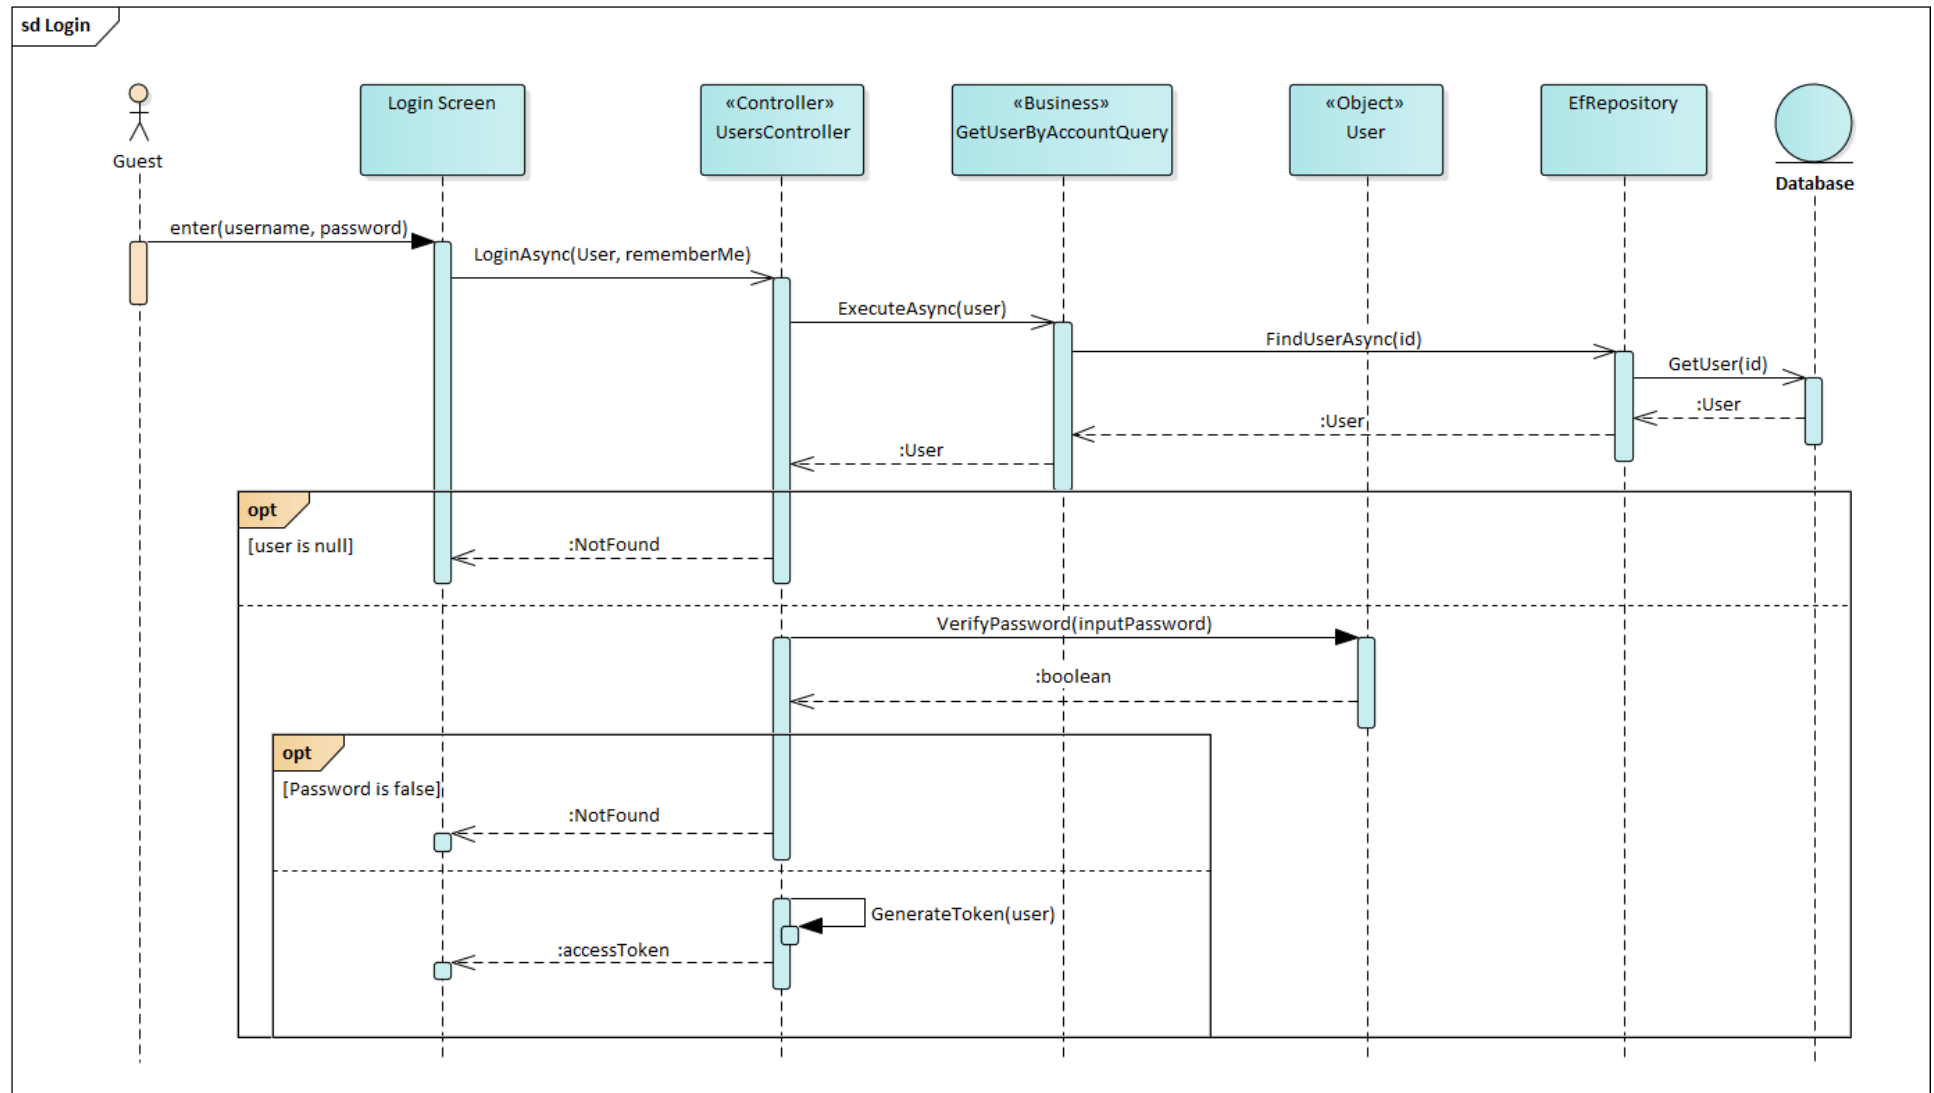 sd Login
Guest
Login Screen
«Controller»
UsersController
«Business»
GetUserByAccountQuery
«Object»
User
EfRepository
Database
enter(username, password)
LoginAsync(User, rememberMe)
ExecuteAsync(user)
FindUserAsync(id)
GetUser(id)
:User
:User
:User
opt
[user is null]
:NotFound
VerifyPassword(inputPassword)
:boolean
opt
[Password is false]
:NotFound
GenerateToken(user)
:accessToken